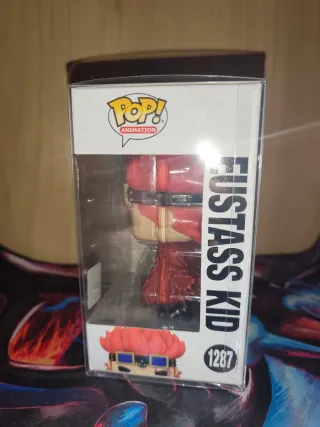 POP!
ANIMATION
EUSTASS KID
1287